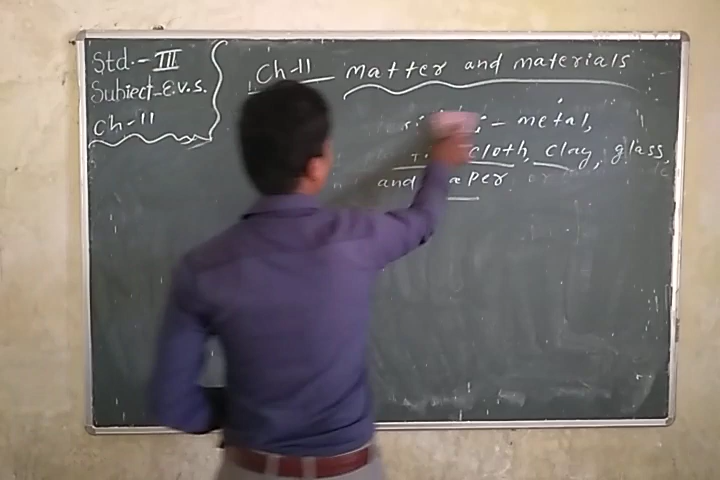 Std.- III
Subject-E.V.S.
Ch-11
Ch-11 matter and materials
- metal,
cloth, clay, glass,
and